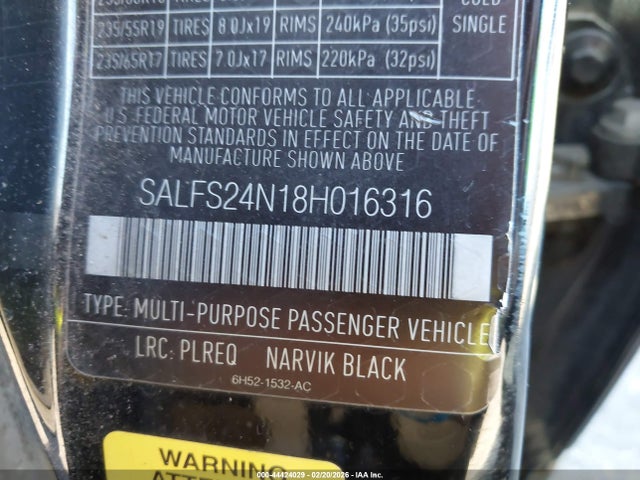 COLD
SINGLE
235/55R19 TIRES 8.0Jx19 RIMS 240kPa (35psi)
235/65R17 TIRES 7.0Jx17 RIMS 220kPa (32psi)
THIS VEHICLE CONFORMS TO ALL APPLICABLE
U.S. FEDERAL MOTOR VEHICLE SAFETY AND THEFT
PREVENTION STANDARDS IN EFFECT ON THE DATE OF
MANUFACTURE SHOWN ABOVE
SALFS24N18H016316
TYPE: MULTI-PURPOSE PASSENGER VEHICLE
LRC: PLREQ NARVIK BLACK
6H52-1532-AC
WARNING
000-44424029 — 02/20/2026 — IAA Inc.